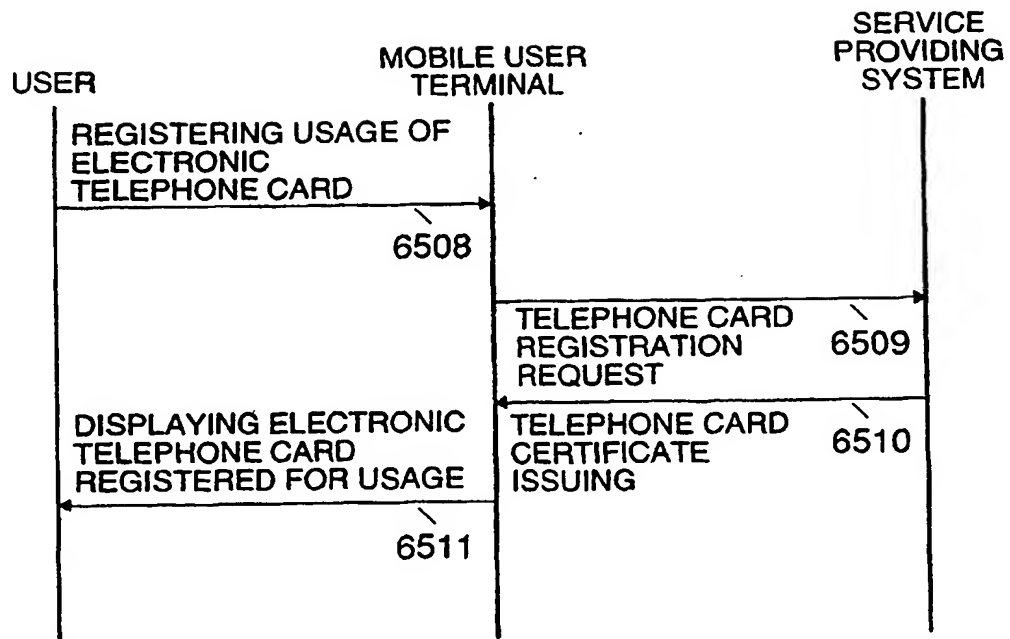 USER
MOBILE USER
TERMINAL
SERVICE
PROVIDING
SYSTEM
REGISTERING USAGE OF
ELECTRONIC
TELEPHONE CARD
6508
TELEPHONE CARD
REGISTRATION
REQUEST
6509
TELEPHONE CARD
CERTIFICATE
ISSUING
6510
DISPLAYING ELECTRONIC
TELEPHONE CARD
REGISTERED FOR USAGE
6511